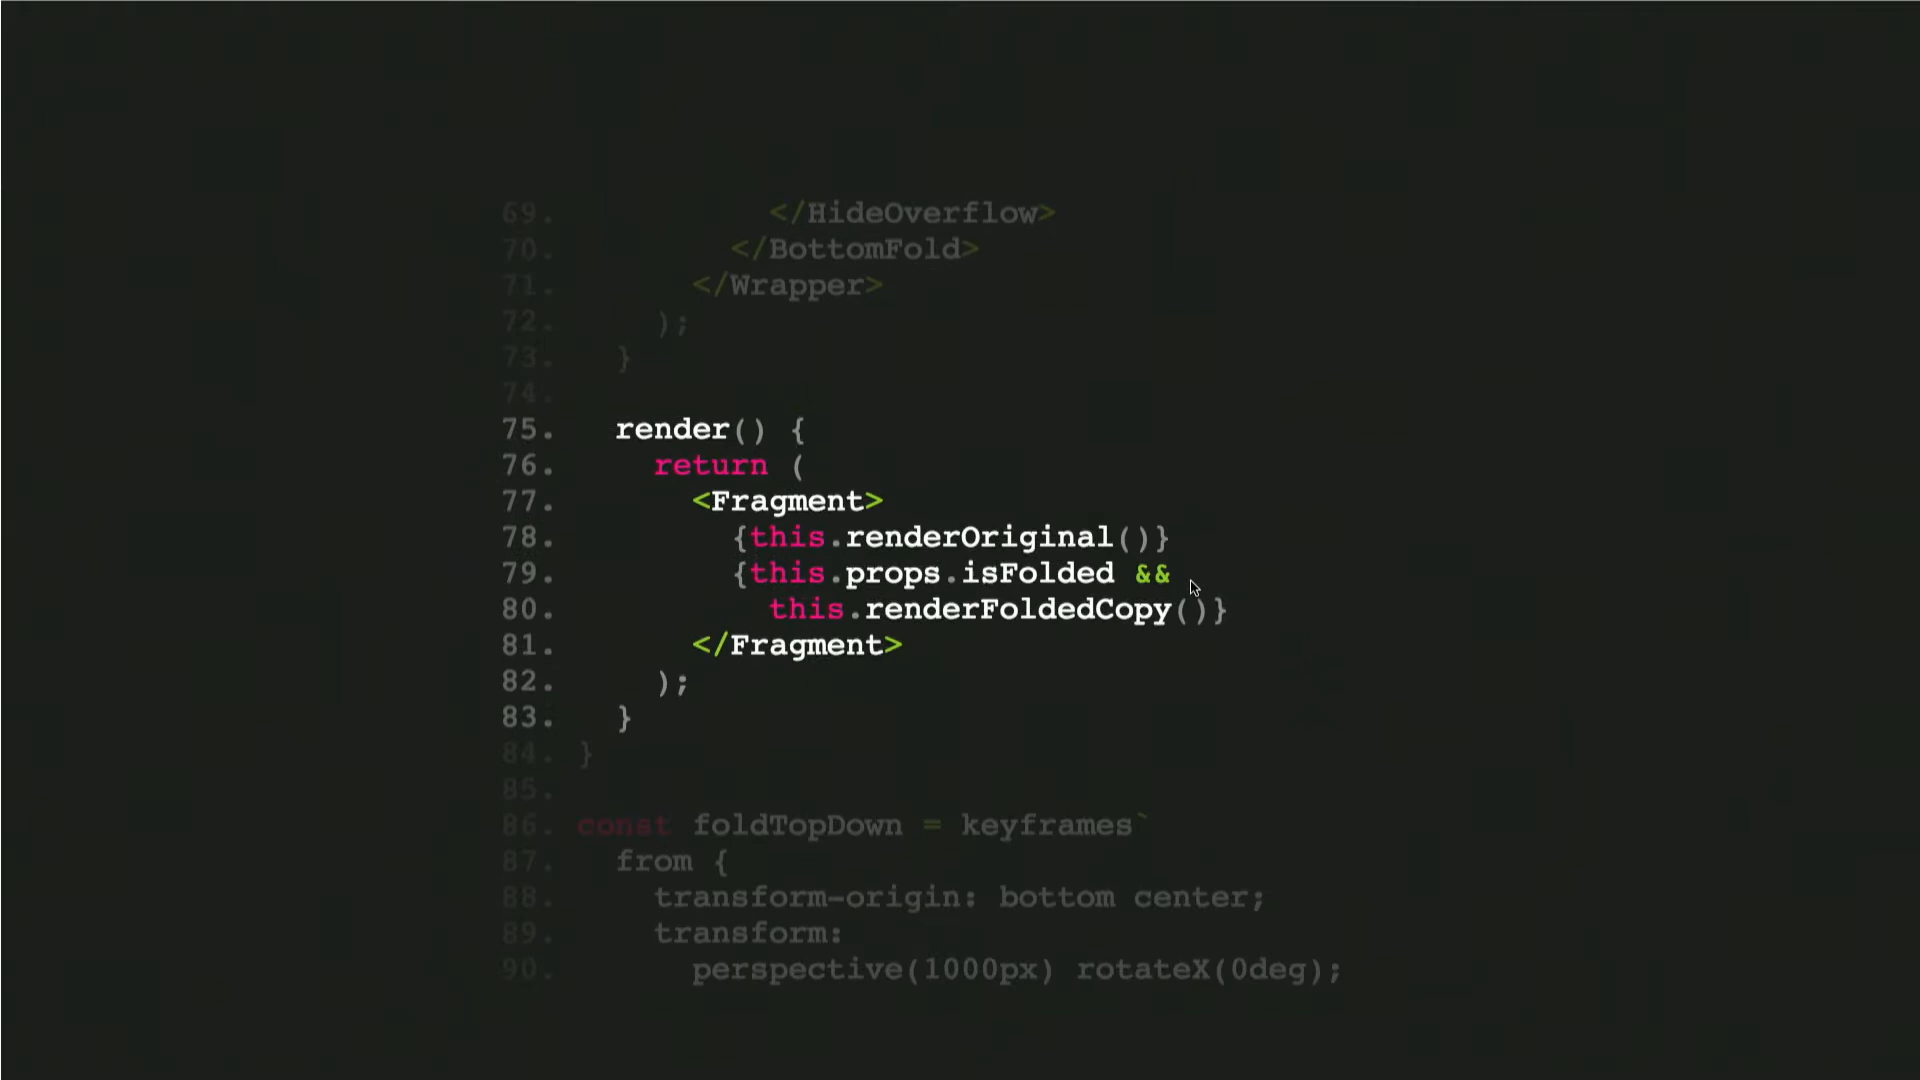 69. </HideOverflow>
70. </BottomFold>
71. </Wrapper>
72. );
73. }
74.
75. render() {
76. return (
77. <Fragment>
78. {this.renderOriginal()}
79. {this.props.isFolded &&
80. this.renderFoldedCopy()}
81. </Fragment>
82. );
83. }
84. }
85.
86. const foldTopDown = keyframes`
87. from {
88. transform-origin: bottom center;
89. transform:
90. perspective(1000px) rotateX(0deg);